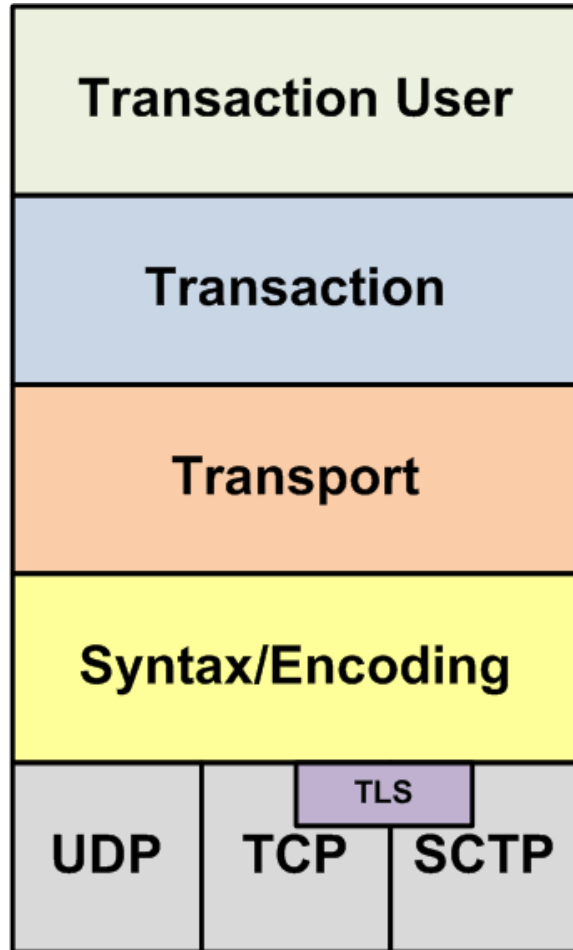 Transaction User
Transaction
Transport
Syntax/Encoding
TLS
UDP TCP SCTP